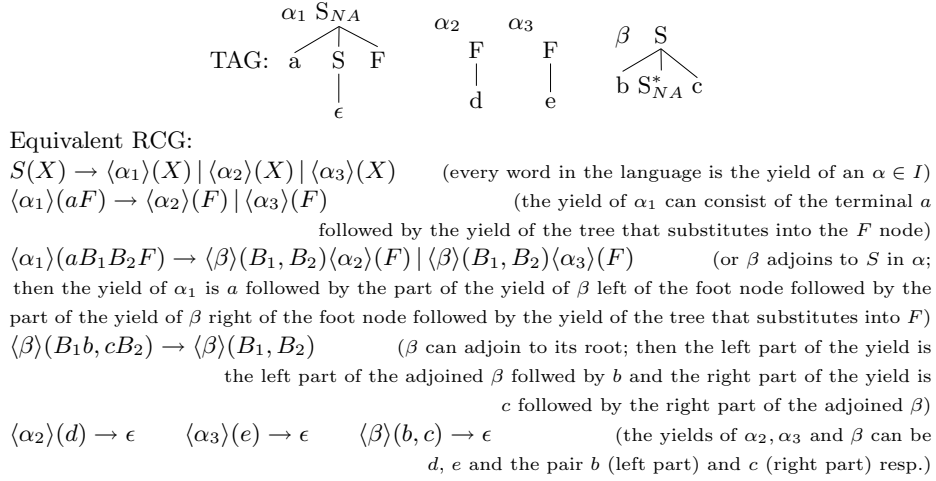 α₁ S_NA α₂ α₃ β S
F F
TAG: a S F
b S*_NA c
d e
ϵ
Equivalent RCG:
S(X) → ⟨α₁⟩(X) | ⟨α₂⟩(X) | ⟨α₃⟩(X) (every word in the language is the yield of an α ∈ I)
⟨α₁⟩(aF) → ⟨α₂⟩(F) | ⟨α₃⟩(F) (the yield of α₁ can consist of the terminal a
followed by the yield of the tree that substitutes into the F node)
⟨α₁⟩(aB₁B₂F) → ⟨β⟩(B₁, B₂)⟨α₂⟩(F) | ⟨β⟩(B₁, B₂)⟨α₃⟩(F) (or β adjoins to S in α;
then the yield of α₁ is a followed by the part of the yield of β left of the foot node followed by the
part of the yield of β right of the foot node followed by the yield of the tree that substitutes into F)
⟨β⟩(B₁b, cB₂) → ⟨β⟩(B₁, B₂) (β can adjoin to its root; then the left part of the yield is
the left part of the adjoined β follwed by b and the right part of the yield is
c followed by the right part of the adjoined β)
⟨α₂⟩(d) → ϵ ⟨α₃⟩(e) → ϵ ⟨β⟩(b, c) → ϵ (the yields of α₂, α₃ and β can be
d, e and the pair b (left part) and c (right part) resp.)